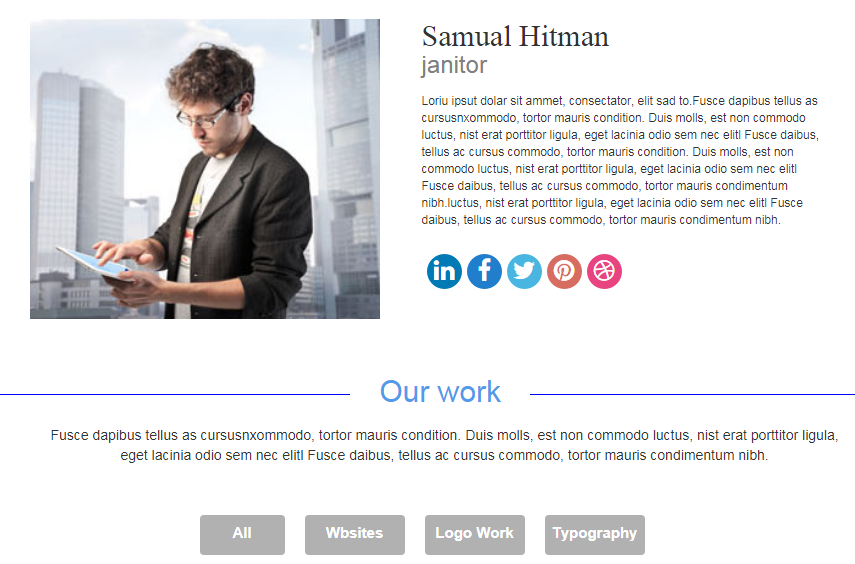 Samual Hitman
janitor
Loriu ipsut dolar sit ammet, consectator, elit sad to.Fusce dapibus tellus as
cursusnxommodo, tortor mauris condition. Duis molls, est non commodo
luctus, nist erat porttitor ligula, eget lacinia odio sem nec elitl Fusce daibus,
tellus ac cursus commodo, tortor mauris condition. Duis molls, est non
commodo luctus, nist erat porttitor ligula, eget lacinia odio sem nec elitl
Fusce daibus, tellus ac cursus commodo, tortor mauris condimentum
nibh.luctus, nist erat porttitor ligula, eget lacinia odio sem nec elitl Fusce
daibus, tellus ac cursus commodo, tortor mauris condimentum nibh.
in f
Our work
Fusce dapibus tellus as cursusnxommodo, tortor mauris condition. Duis molls, est non commodo luctus, nist erat porttitor ligula,
eget lacinia odio sem nec elitl Fusce daibus, tellus ac cursus commodo, tortor mauris condimentum nibh.
All Wbsites Logo Work Typography